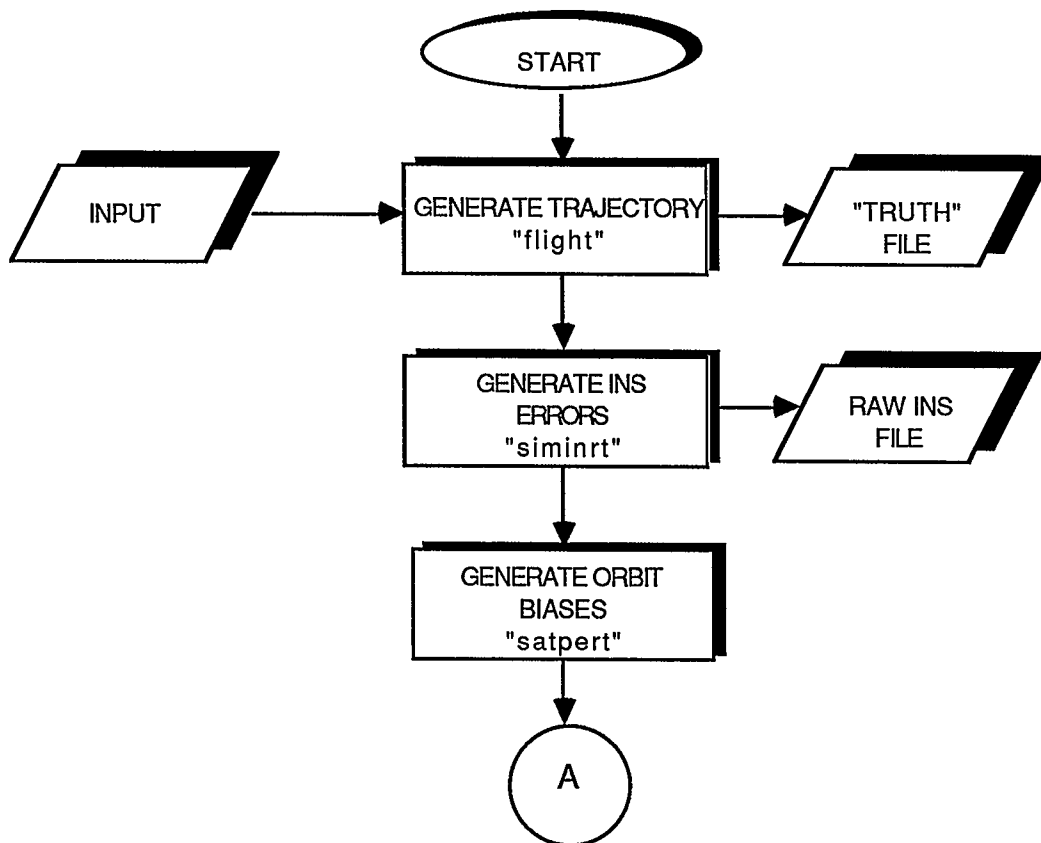 START
INPUT
GENERATE TRAJECTORY
"flight"
"TRUTH"
FILE
GENERATE INS
ERRORS
"siminrt"
RAW INS
FILE
GENERATE ORBIT
BIASES
"satpert"
A